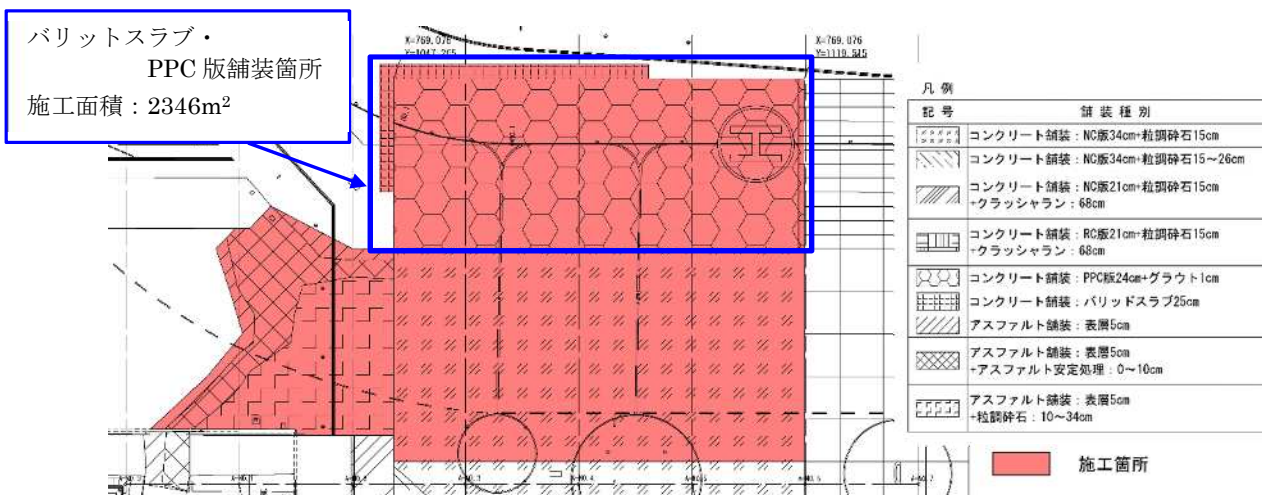 バリットスラブ・
PPC 版舗装箇所
施工面積：2346m²
X=769.076
Y=1047.265
X=769.076
Y=1119.545
凡 例
記 号
舗 装 種 別
コンクリート舗装：NC版34cm+粒調砕石15cm
コンクリート舗装：NC版34cm+粒調砕石15～26cm
コンクリート舗装：NC版21cm+粒調砕石15cm
+クラッシャラン：68cm
コンクリート舗装：RC版21cm+粒調砕石15cm
+クラッシャラン：68cm
コンクリート舗装：PPC版24cm+グラウト1cm
コンクリート舗装：バリッドスラブ25cm
アスファルト舗装：表層5cm
アスファルト舗装：表層5cm
+アスファルト安定処理：0～10cm
アスファルト舗装：表層5cm
+粒調砕石：10～34cm
施工箇所